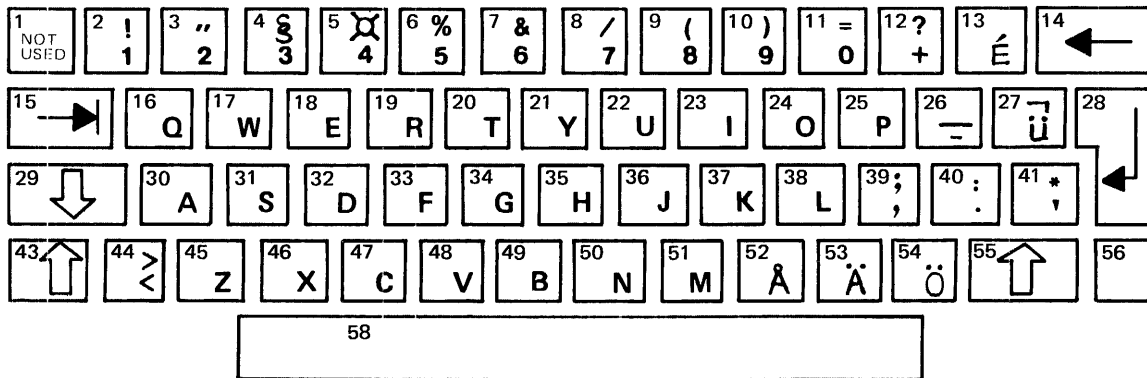 1 NOT USED 2 ! 1 3 " 2 4 § 3 5 ¤ 4 6 % 5 7 & 6 8 / 7 9 ( 8 10 ) 9 11 = 0 12 ? + 13 É 14
15 16 Q 17 W 18 E 19 R 20 T 21 Y 22 U 23 I 24 O 25 P 26 — - 27 ü 28
29 30 A 31 S 32 D 33 F 34 G 35 H 36 J 37 K 38 L 39 ; , 40 : . 41 * '
43 44 > < 45 Z 46 X 47 C 48 V 49 B 50 N 51 M 52 Å 53 Ä 54 Ö 55 56
58